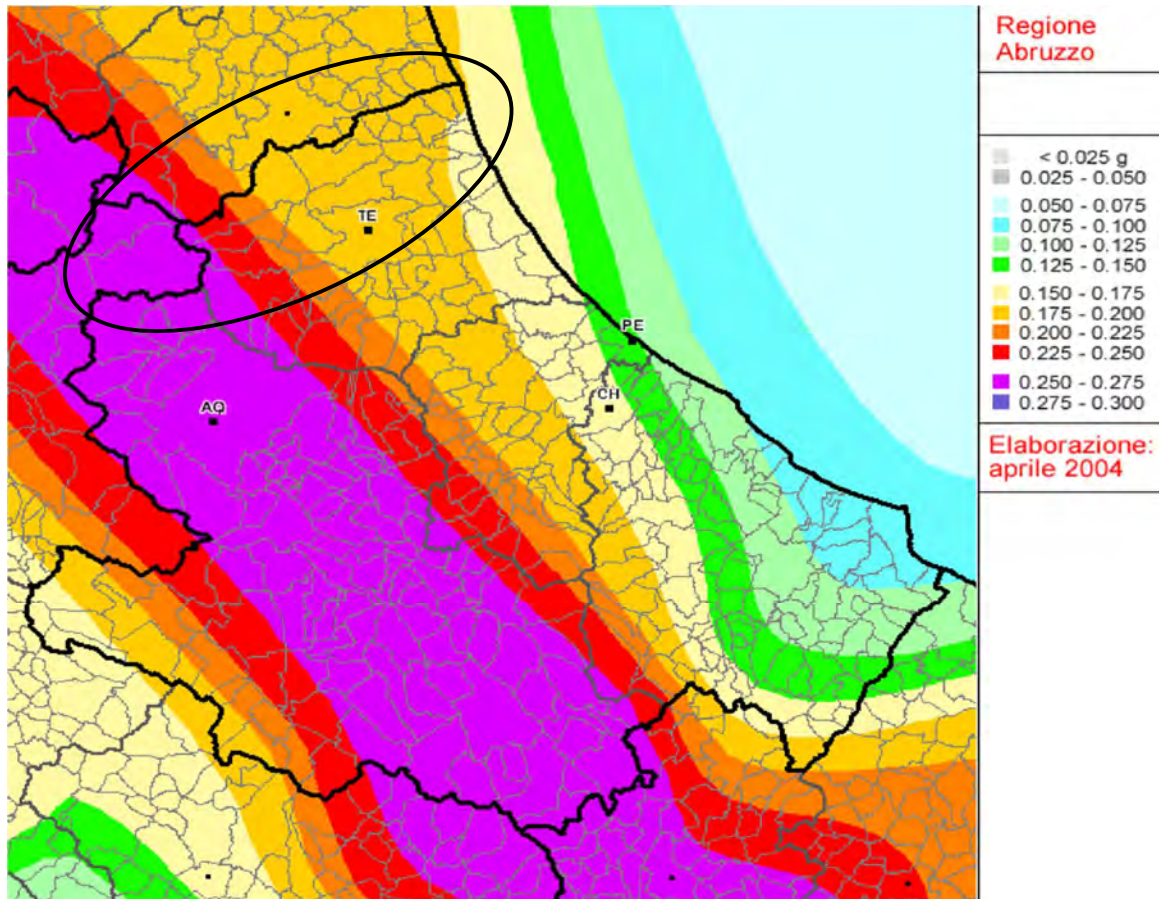 Regione
Abruzzo
< 0.025 g
0.025 - 0.050
0.050 - 0.075
0.075 - 0.100
0.100 - 0.125
0.125 - 0.150
0.150 - 0.175
0.175 - 0.200
0.200 - 0.225
0.225 - 0.250
0.250 - 0.275
0.275 - 0.300
Elaborazione:
aprile 2004
TE
PE
CH
AQ